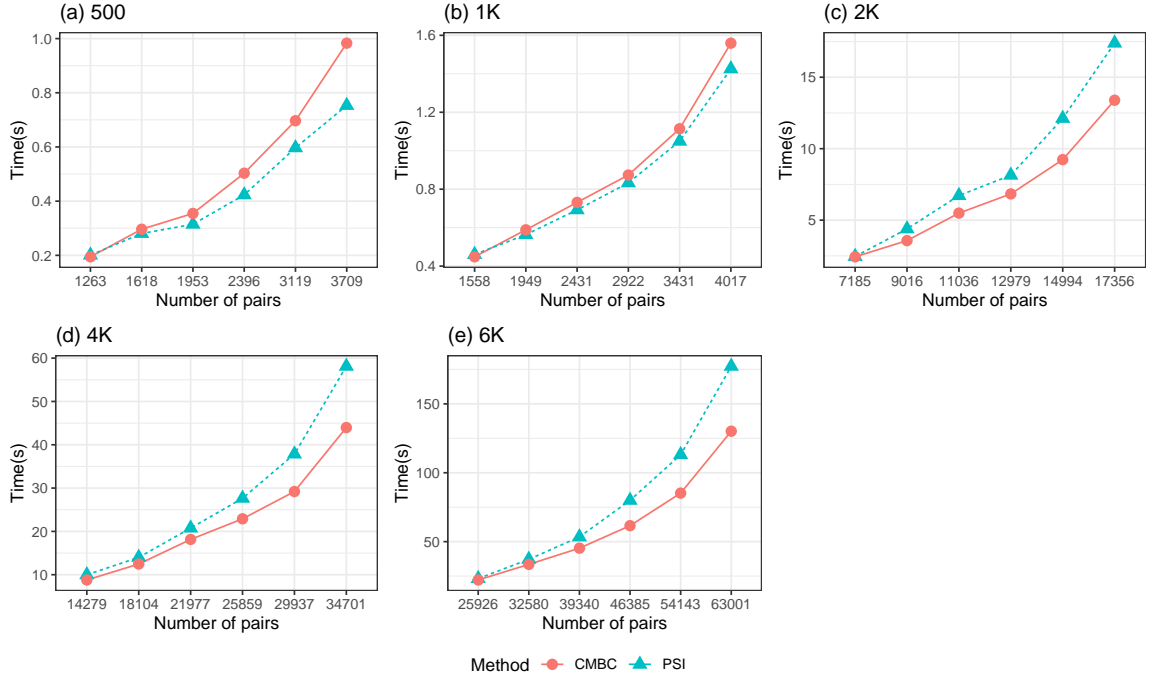 (a) 500
Time(s)
1.0
0.8
0.6
0.4
0.2
1263 1618 1953 2396 3119 3709
Number of pairs
(b) 1K
Time(s)
1.6
1.2
0.8
0.4
1558 1949 2431 2922 3431 4017
Number of pairs
(c) 2K
Time(s)
15
10
5
7185 9016 11036 12979 14994 17356
Number of pairs
(d) 4K
Time(s)
60
50
40
30
20
10
14279 18104 21977 25859 29937 34701
Number of pairs
(e) 6K
Time(s)
150
100
50
25926 32580 39340 46385 54143 63001
Number of pairs
Method CMBC PSI